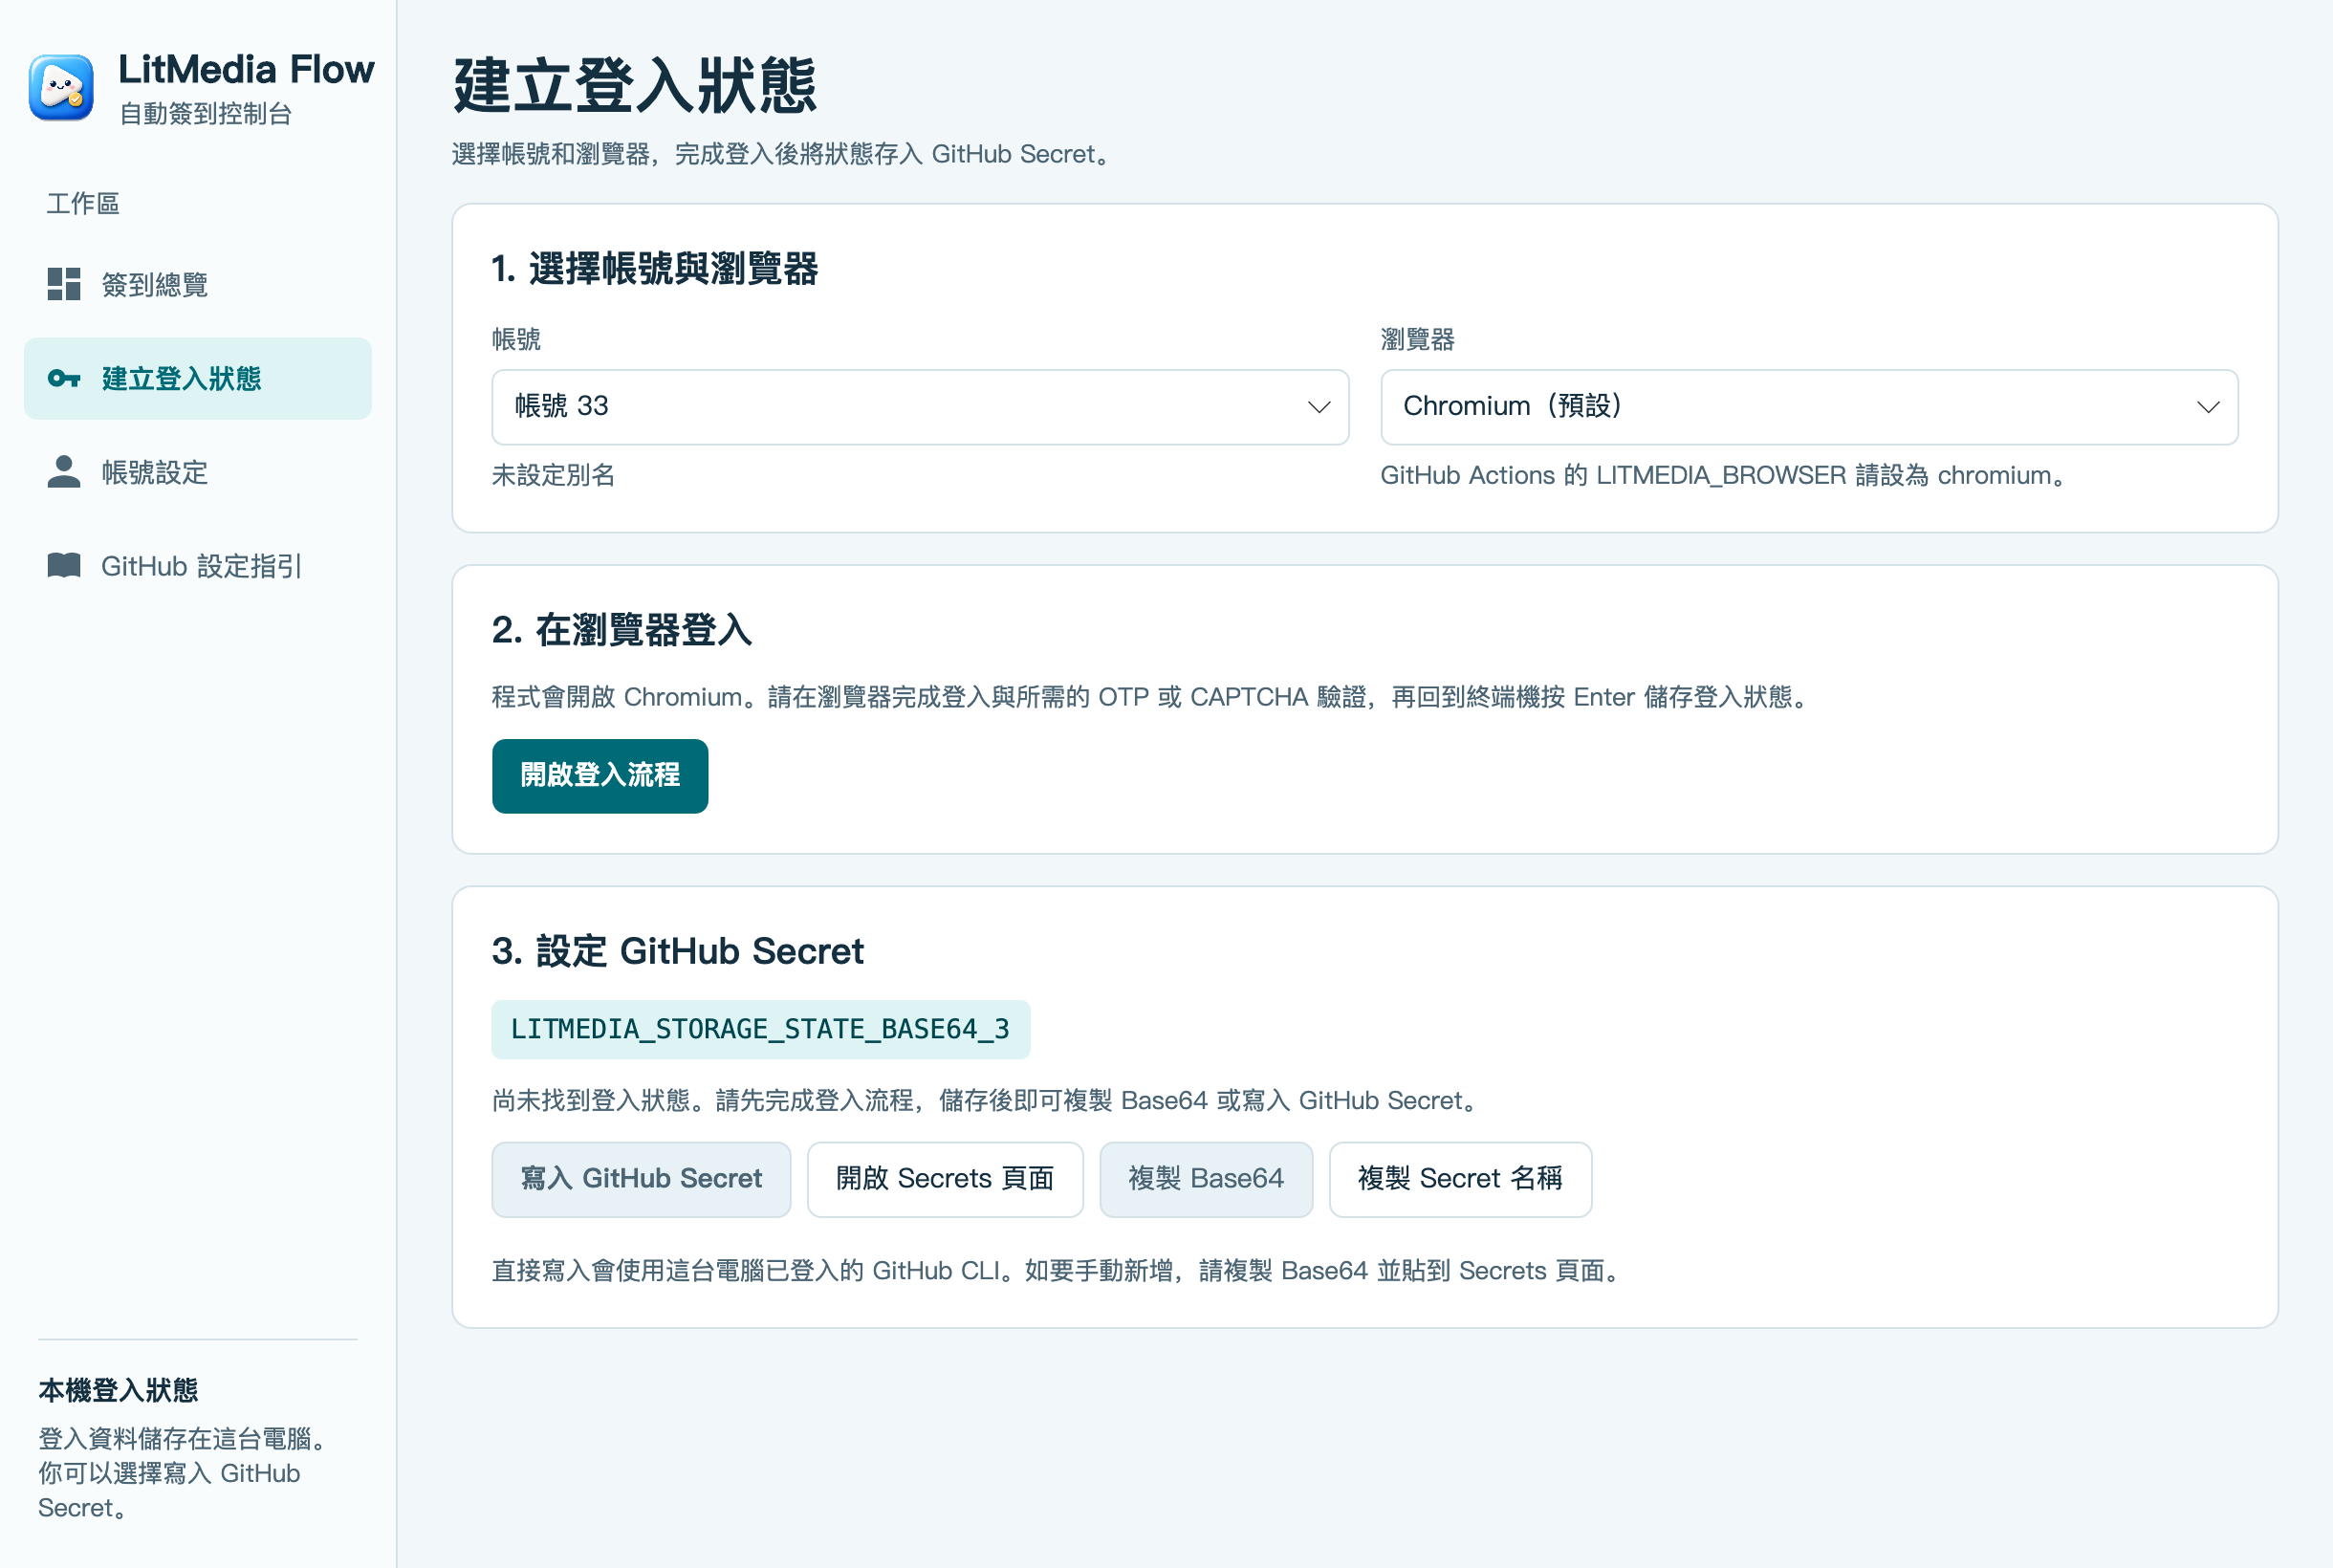 LitMedia Flow
自動簽到控制台
工作區
簽到總覽
建立登入狀態
帳號設定
GitHub 設定指引
本機登入狀態
登入資料儲存在這台電腦。
你可以選擇寫入 GitHub
Secret。
建立登入狀態
選擇帳號和瀏覽器，完成登入後將狀態存入 GitHub Secret。
1. 選擇帳號與瀏覽器
帳號
帳號 33
未設定別名
瀏覽器
Chromium（預設）
GitHub Actions 的 LITMEDIA_BROWSER 請設為 chromium。
2. 在瀏覽器登入
程式會開啟 Chromium。請在瀏覽器完成登入與所需的 OTP 或 CAPTCHA 驗證，再回到終端機按 Enter 儲存登入狀態。
開啟登入流程
3. 設定 GitHub Secret
LITMEDIA_STORAGE_STATE_BASE64_3
尚未找到登入狀態。請先完成登入流程，儲存後即可複製 Base64 或寫入 GitHub Secret。
寫入 GitHub Secret
開啟 Secrets 頁面
複製 Base64
複製 Secret 名稱
直接寫入會使用這台電腦已登入的 GitHub CLI。如要手動新增，請複製 Base64 並貼到 Secrets 頁面。